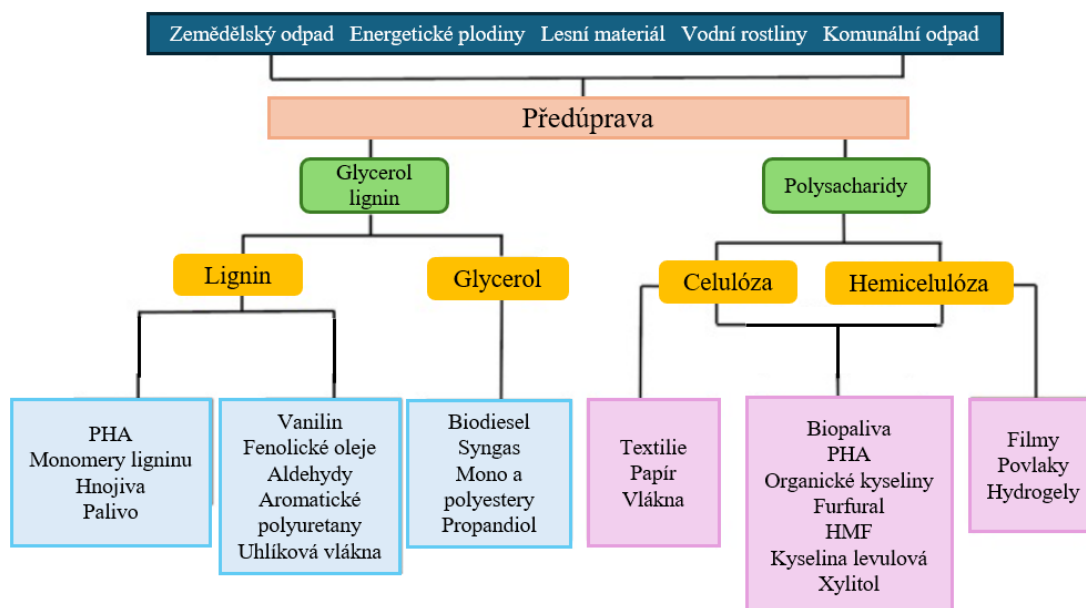 Zemědělský odpad Energetické plodiny Lesní materiál Vodní rostliny Komunální odpad
Předúprava
Glycerol
lignin
Polysacharidy
Lignin
Glycerol
Celulóza
Hemicelulóza
PHA
Monomery ligninu
Hnojiva
Palivo
Vanilin
Fenolické oleje
Aldehydy
Aromatické
polyuretany
Uhlíková vlákna
Biodiesel
Syngas
Mono a
polyestery
Propandiol
Textilie
Papír
Vlákna
Biopaliva
PHA
Organické kyseliny
Furfural
HMF
Kyselina levulová
Xylitol
Filmy
Povlaky
Hydrogely